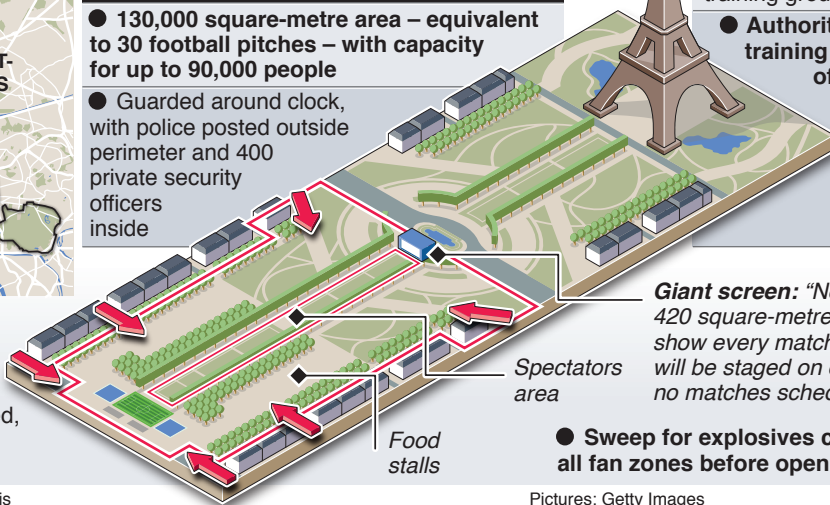 ● 130,000 square-metre area – equivalent
to 30 football pitches – with capacity
for up to 90,000 people
● Guarded around clock,
with police posted outside
perimeter and 400
private security
officers
inside
● Authorit
training
of
Giant screen: “N
420 square-metre
show every match
will be staged on
no matches sched
Spectators
area
Food
stalls
● Sweep for explosives
all fan zones before open
Pictures: Getty Images